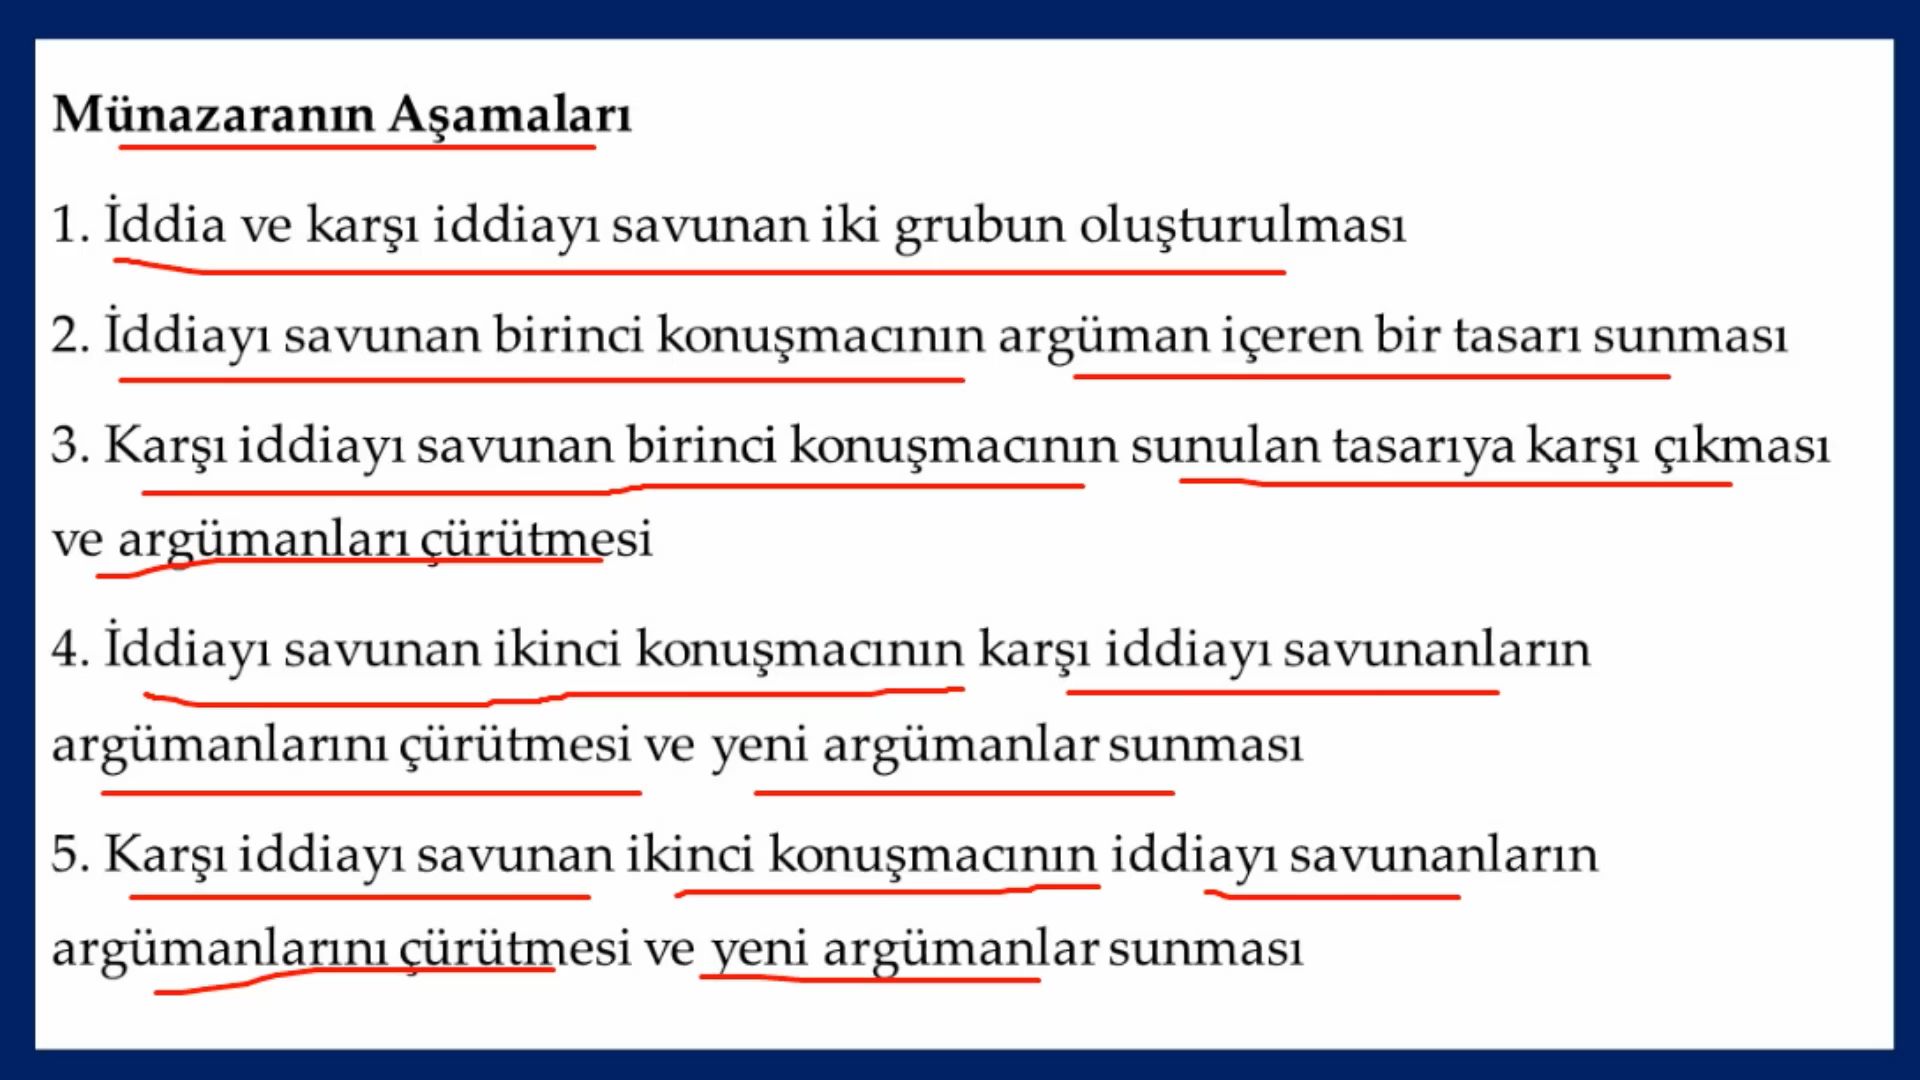 Münazaranın Aşamaları
1. İddia ve karşı iddiayı savunan iki grubun oluşturulması
2. İddiayı savunan birinci konuşmacının argüman içeren bir tasarı sunması
3. Karşı iddiayı savunan birinci konuşmacının sunulan tasarıya karşı çıkması
ve argümanları çürütmesi
4. İddiayı savunan ikinci konuşmacının karşı iddiayı savunanların
argümanlarını çürütmesi ve yeni argümanlar sunması
5. Karşı iddiayı savunan ikinci konuşmacının iddiayı savunanların
argümanlarını çürütmesi ve yeni argümanlar sunması